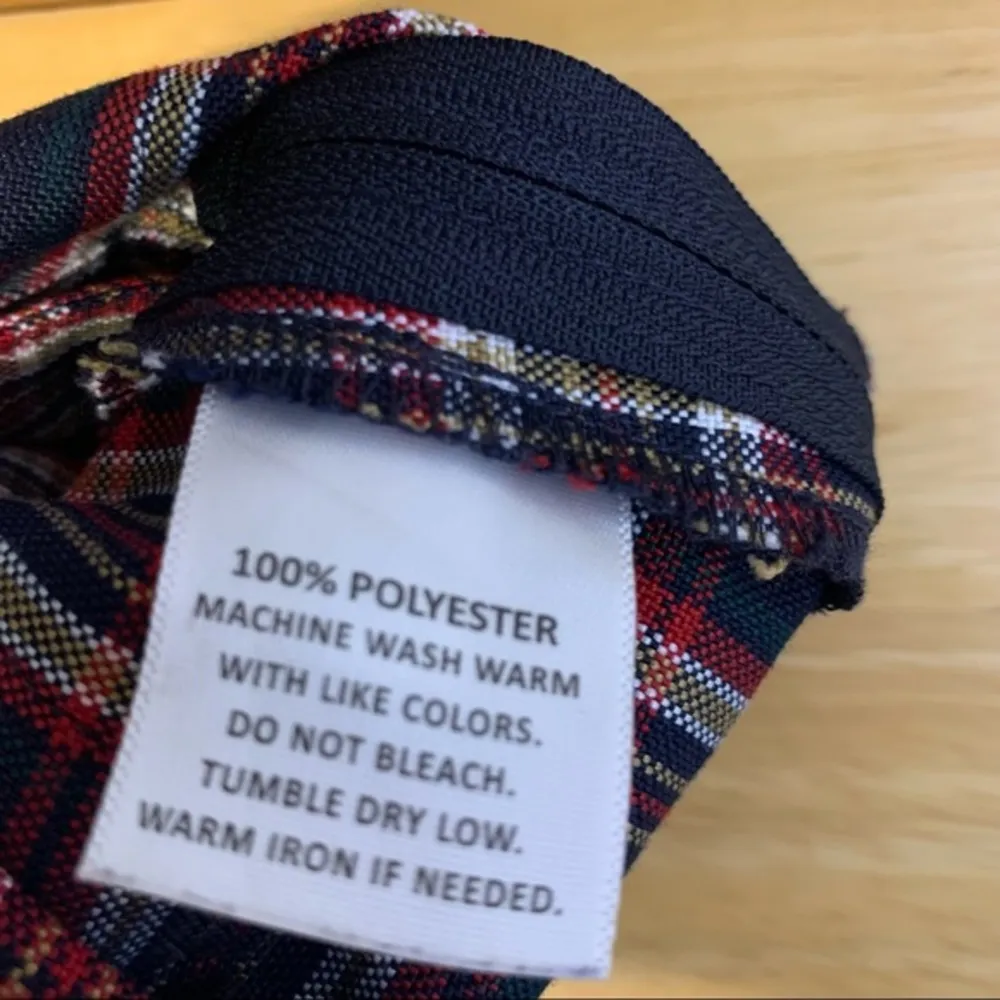 100% POLYESTER
MACHINE WASH WARM
WITH LIKE COLORS.
DO NOT BLEACH.
TUMBLE DRY LOW.
WARM IRON IF NEEDED.